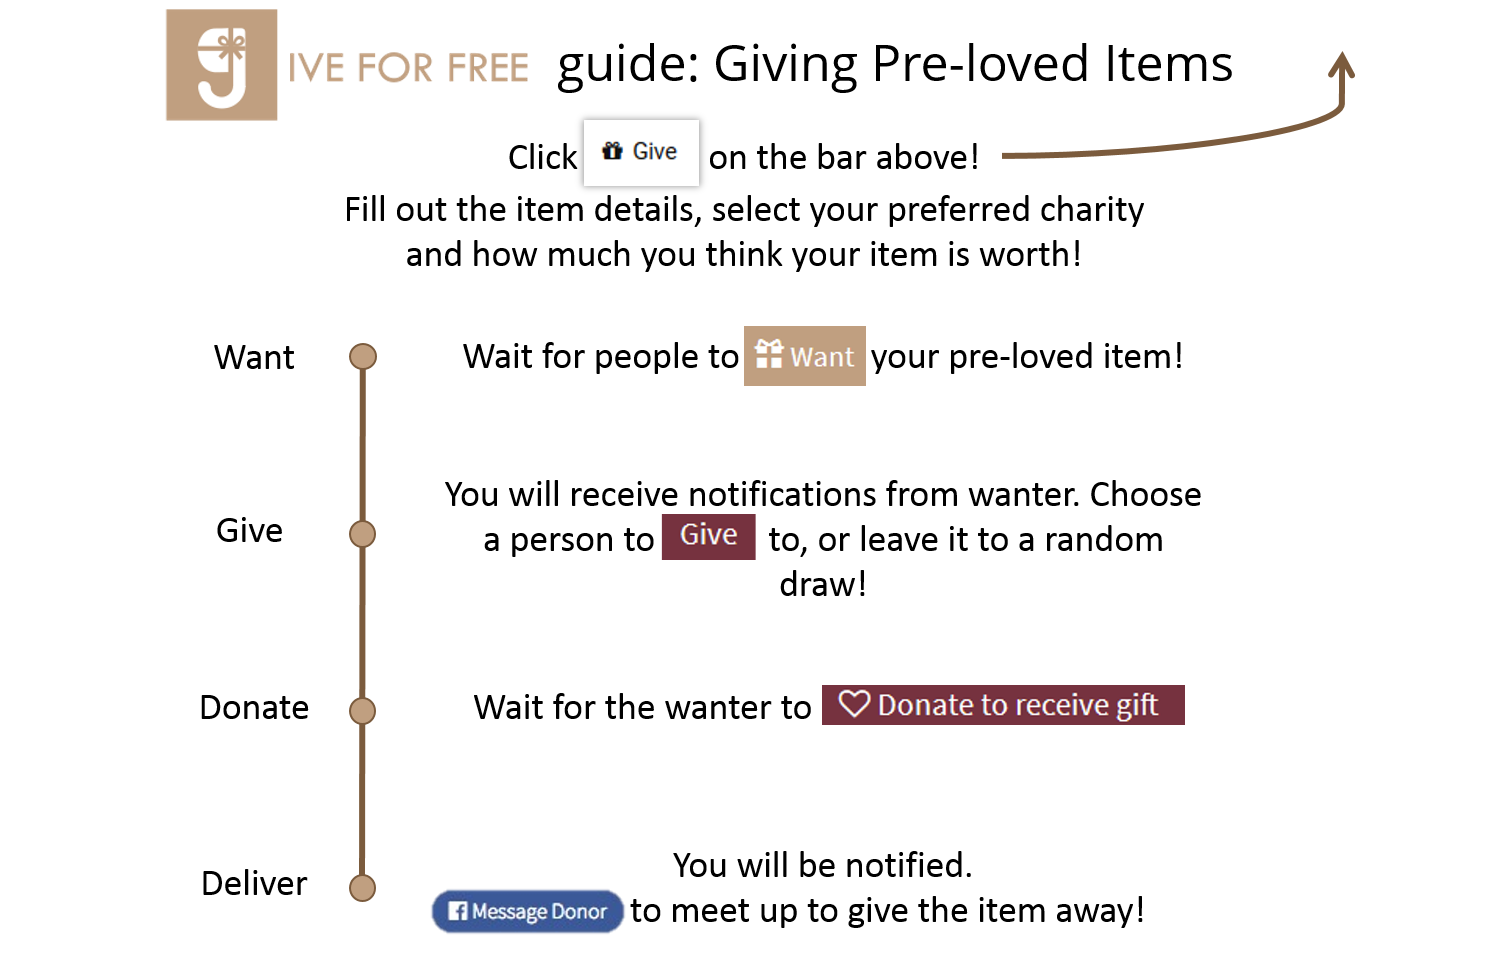 g IVE FOR FREE guide: Giving Pre-loved Items
Click Give on the bar above!
Fill out the item details, select your preferred charity
and how much you think your item is worth!
Want
Wait for people to Want your pre-loved item!
Give
You will receive notifications from wanter. Choose
a person to Give to, or leave it to a random
draw!
Donate
Wait for the wanter to Donate to receive gift
Deliver
You will be notified.
f Message Donor to meet up to give the item away!